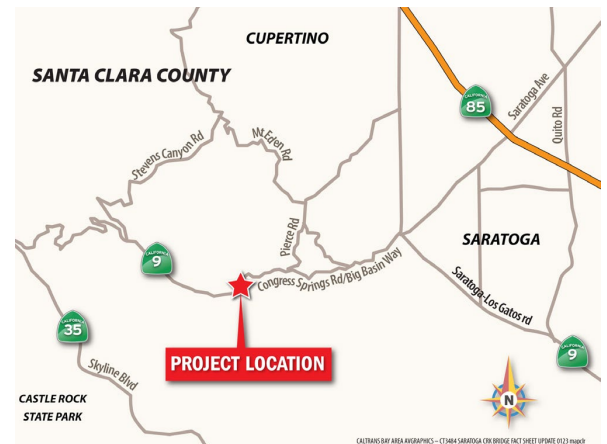 CUPERTINO
SANTA CLARA COUNTY
CALIFORNIA
85
Saratoga Ave
Quito Rd
Mt Eden Rd
Stevens Canyon Rd
Pierce Rd
SARATOGA
CALIFORNIA
9
Congress Springs Rd/Big Basin Way
Saratoga-Los Gatos rd
CALIFORNIA
35
PROJECT LOCATION
CALIFORNIA
9
Skyline Blvd
CASTLE ROCK
STATE PARK
N
CALTRANS BAY AREA AVGRAPHICS – CT3484 SARATOGA CRK BRIDGE FACT SHEET UPDATE 0123 mapclr